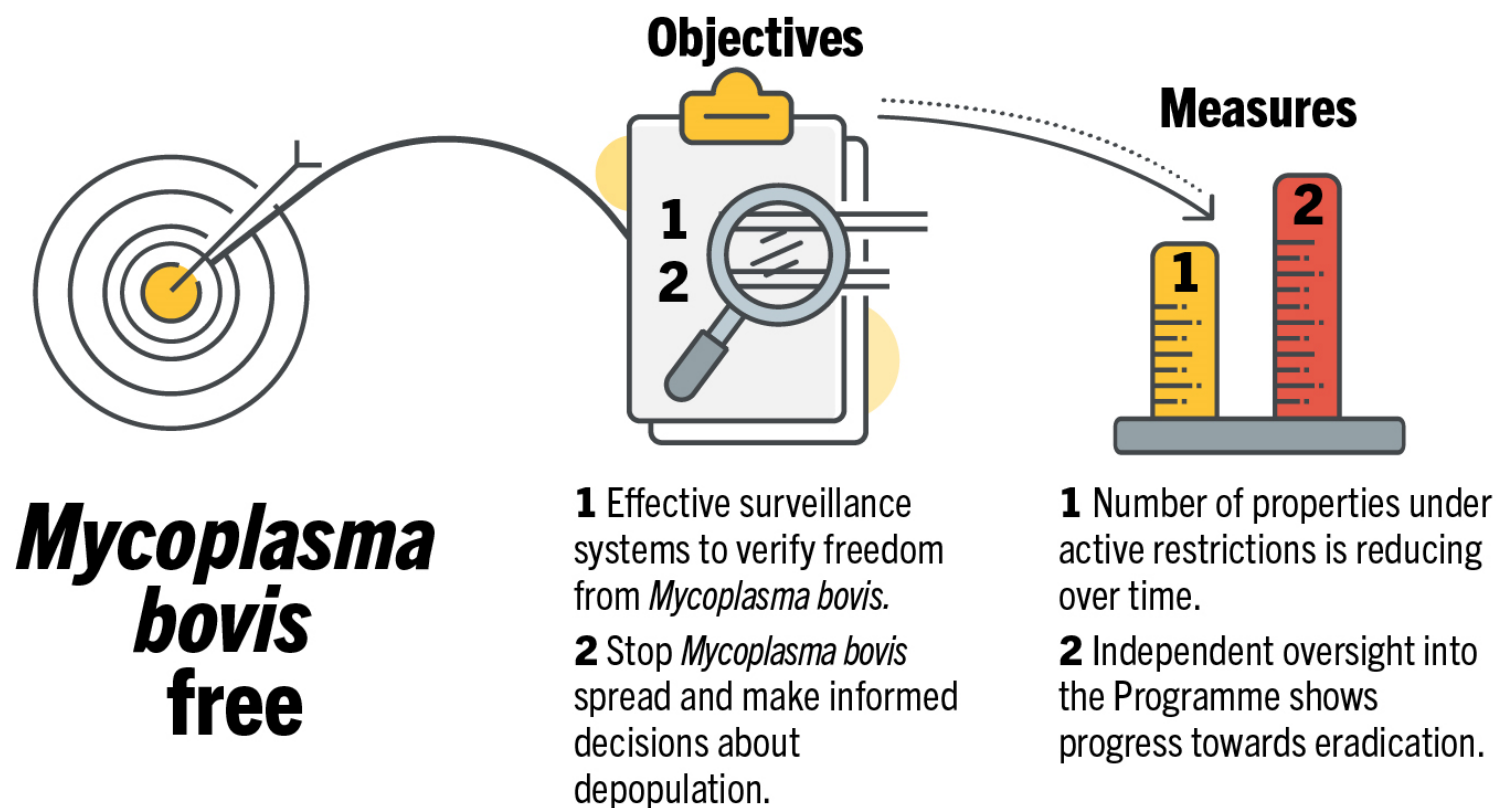 Objectives
Measures
1
2
1
2
Mycoplasma
bovis
free
1 Effective surveillance
systems to verify freedom
from Mycoplasma bovis.
2 Stop Mycoplasma bovis
spread and make informed
decisions about
depopulation.
1 Number of properties under
active restrictions is reducing
over time.
2 Independent oversight into
the Programme shows
progress towards eradication.